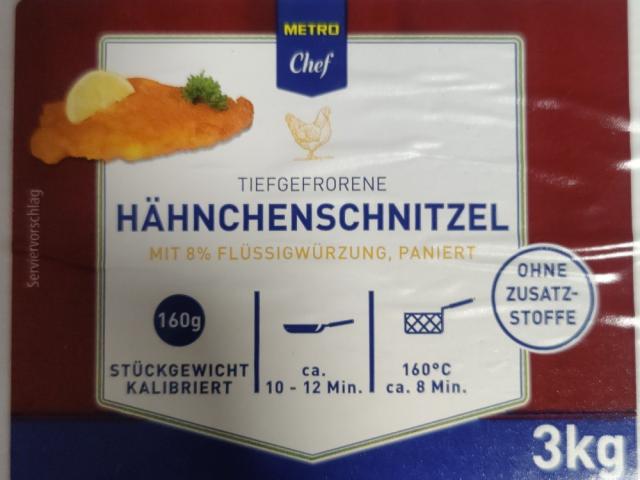 METRO
Chef
TIEFGEFRORENE
HÄHNCHENSCHNITZEL
MIT 8% FLÜSSIGWÜRZUNG, PANIERT
Serviervorschlag
OHNE
ZUSATZ-
STOFFE
160g
STÜCKGEWICHT
KALIBRIERT
ca.
10 - 12 Min.
160°C
ca. 8 Min.
3kg